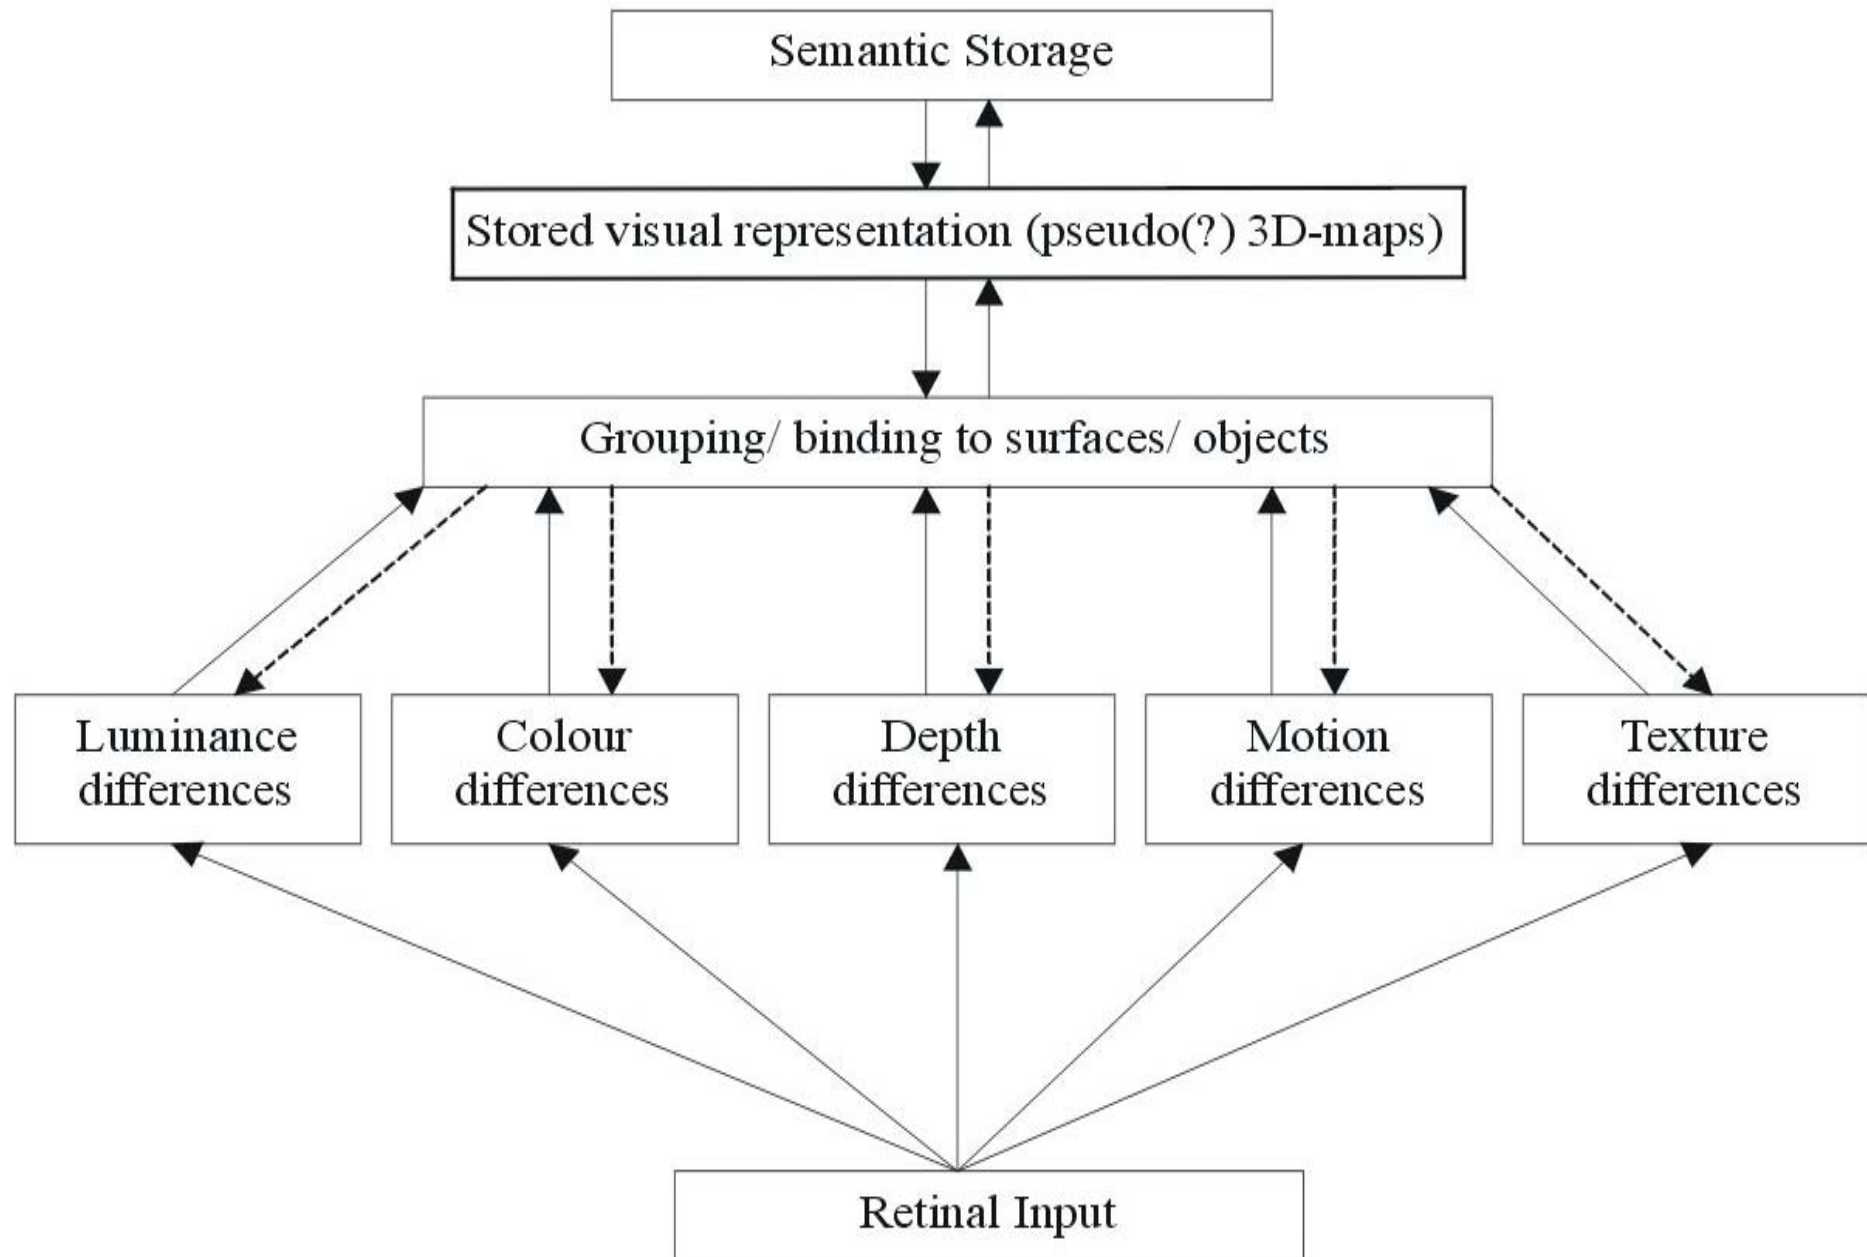 Semantic Storage
Stored visual representation (pseudo(?) 3D-maps)
Grouping/ binding to surfaces/ objects
Luminance
differences
Colour
differences
Depth
differences
Motion
differences
Texture
differences
Retinal Input